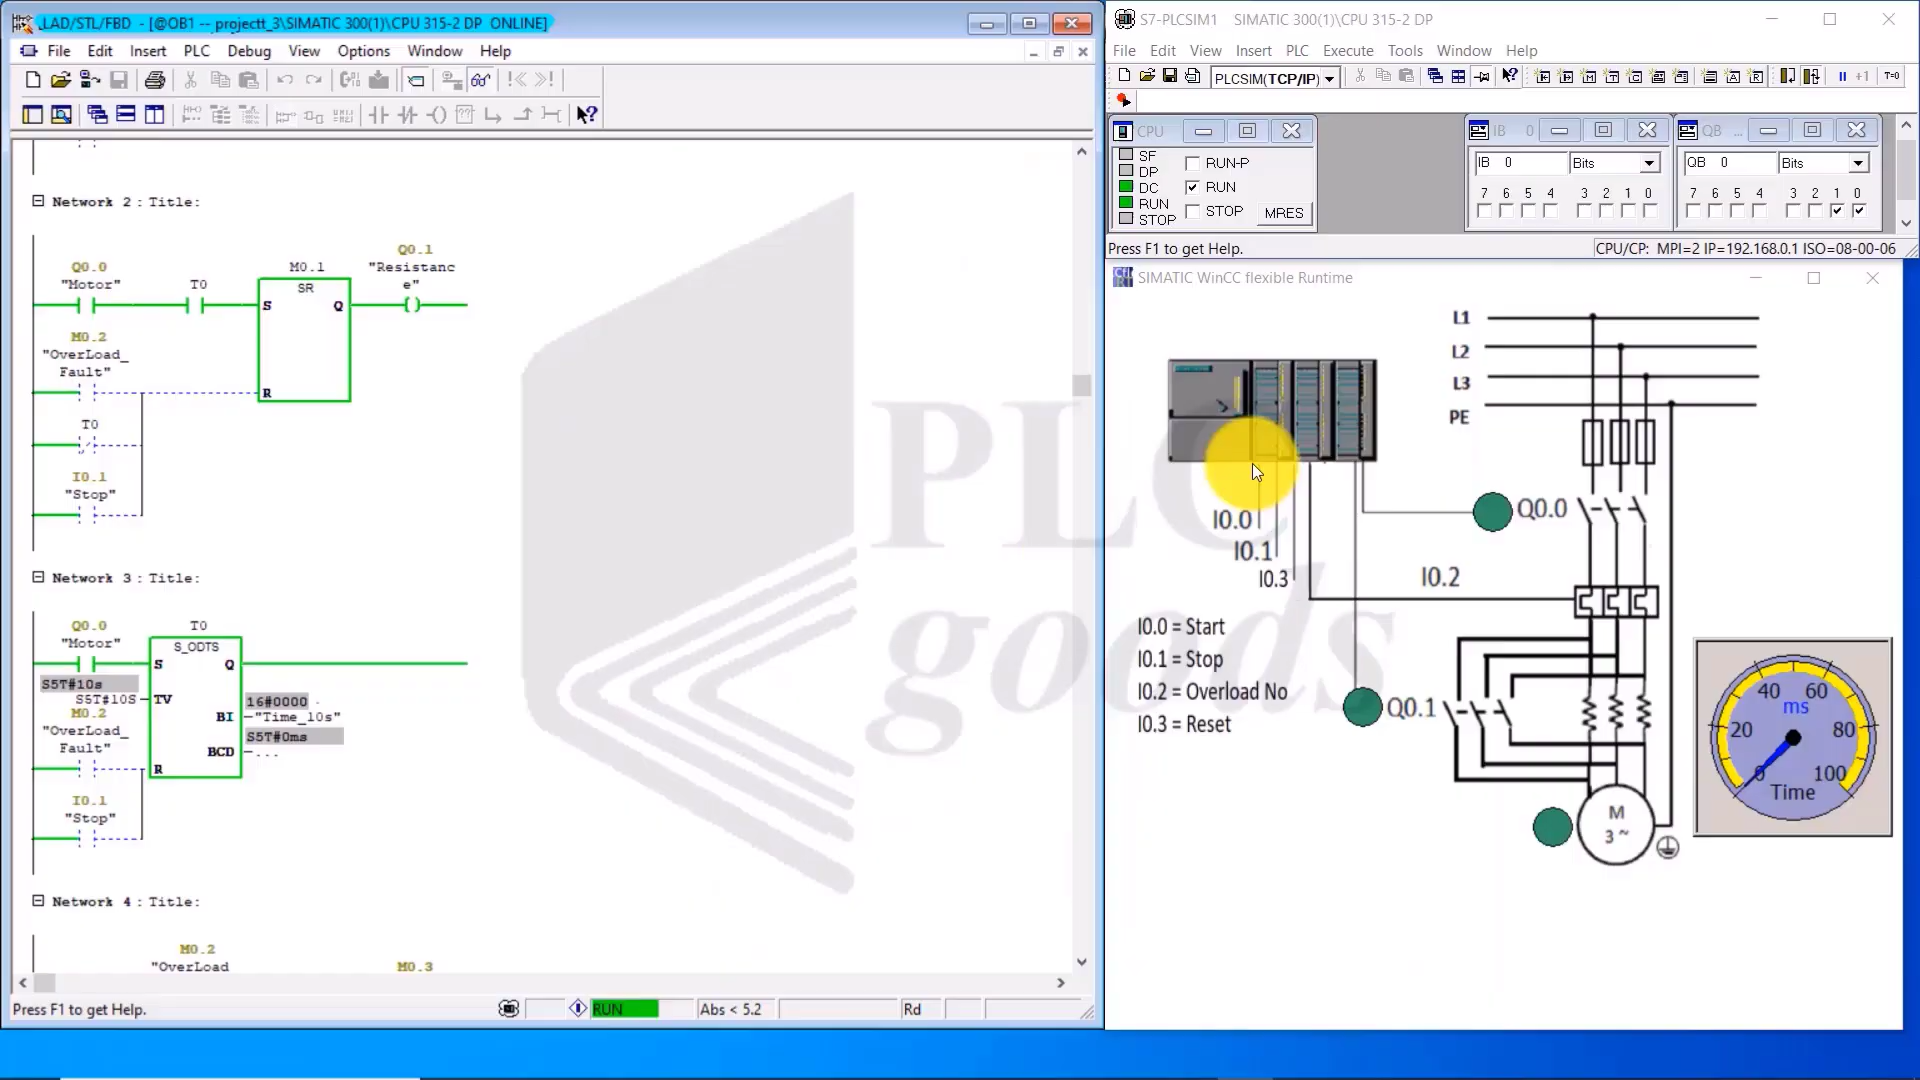 LAD/STL/FBD - [@OB1 -- projectt_3\SIMATIC 300(1)\CPU 315-2 DP ONLINE]
File Edit Insert PLC Debug View Options Window Help
Network 2 : Title:
Q0.0
"Motor"
T0
M0.1
SR
S
Q
R
Q0.1
"Resistanc
e"
M0.2
"OverLoad_
Fault"
T0
I0.1
"Stop"
Network 3 : Title:
Q0.0
"Motor"
T0
S_ODTS
S
Q
S5T#10s
S5T#10S
TV
BI
16#0000
"Time_10s"
M0.2
"OverLoad_
Fault"
S5T#0ms
BCD
...
R
I0.1
"Stop"
Network 4 : Title:
M0.2
"OverLoad
M0.3
Press F1 to get Help.
RUN
Abs < 5.2
Rd
S7-PLCSIM1 SIMATIC 300(1)\CPU 315-2 DP
File Edit View Insert PLC Execute Tools Window Help
PLCSIM(TCP/IP)
+1
T=0
CPU
SF
DP
DC
RUN
STOP
RUN-P
RUN
STOP
MRES
IB 0
IB 0
Bits
7 6 5 4 3 2 1 0
QB ...
QB 0
Bits
7 6 5 4 3 2 1 0
Press F1 to get Help.
CPU/CP: MPI=2 IP=192.168.0.1 ISO=08-00-06
SIMATIC WinCC flexible Runtime
L1
L2
L3
PE
I0.0
I0.1
I0.3
Q0.0
I0.2
I0.0 = Start
I0.1 = Stop
I0.2 = Overload No
I0.3 = Reset
Q0.1
M
3 ~
0
20
40
60
80
100
ms
Time
PLC
goods